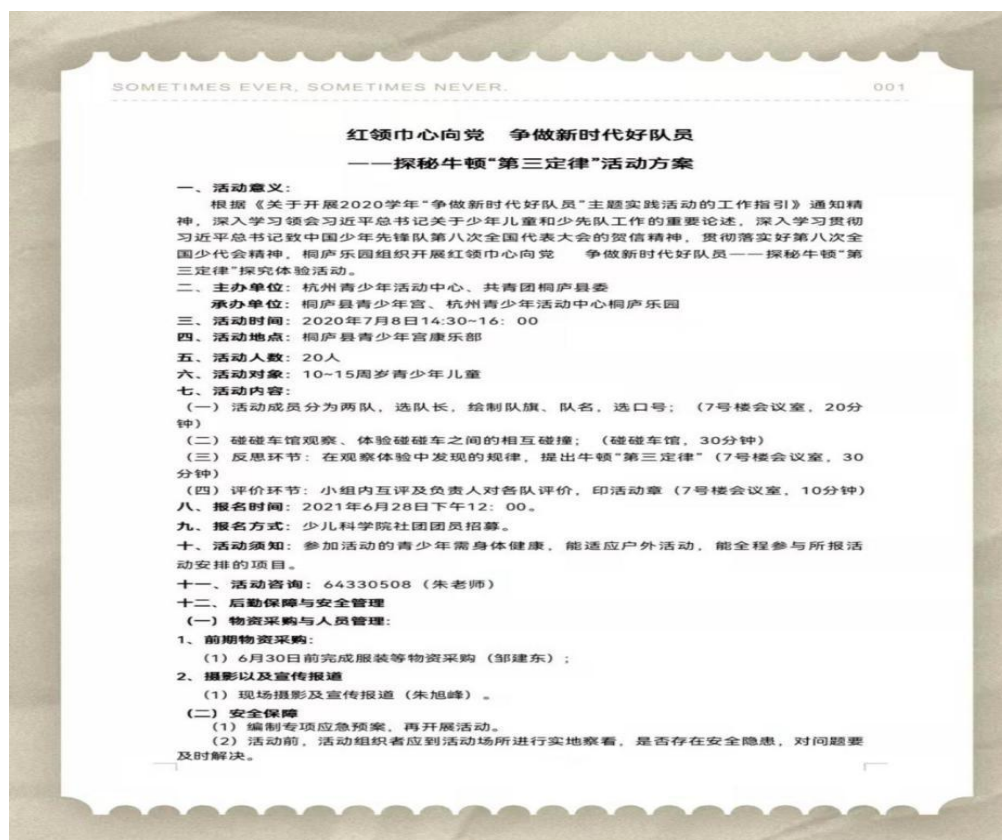 SOMETIMES EVER, SOMETIMES NEVER.
001
红领巾心向党 争做新时代好队员
——探秘牛顿“第三定律”活动方案
一、活动意义：
根据《关于开展2020学年“争做新时代好队员”主题实践活动的工作指引》通知精
神，深入学习领会习近平总书记关于少年儿童和少先队工作的重要论述，深入学习贯彻
习近平总书记致中国少年先锋队第八次全国代表大会的贺信精神，贯彻落实好第八次全
国少代会精神，桐庐乐园组织开展红领巾心向党 争做新时代好队员——探秘牛顿“第
三定律”探究体验活动。
二、主办单位：杭州青少年活动中心、共青团桐庐县委
承办单位：桐庐县青少年宫、杭州青少年活动中心桐庐乐园
三、活动时间：2020年7月8日14:30~16：00
四、活动地点：桐庐县青少年宫康乐部
五、活动人数：20人
六、活动对象：10~15周岁青少年儿童
七、活动内容：
（一）活动成员分为两队，选队长，绘制队旗、队名，选口号；（7号楼会议室，20分
钟）
（二）碰碰车馆观察、体验碰碰车之间的相互碰撞；（碰碰车馆，30分钟）
（三）反思环节：在观察体验中发现的规律，提出牛顿“第三定律”（7号楼会议室，30
分钟）
（四）评价环节：小组内互评及负责人对各队评价，印活动章（7号楼会议室，10分钟）
八、报名时间：2021年6月28日下午12：00。
九、报名方式：少儿科学院社团团员招募。
十、活动须知：参加活动的青少年需身体健康，能适应户外活动，能全程参与所报活
动安排的项目。
十一、活动咨询：64330508（朱老师）
十二、后勤保障与安全管理
（一）物资采购与人员管理：
1、前期物资采购：
（1）6月30日前完成服装等物资采购（邹建东）；
2、摄影以及宣传报道
（1）现场摄影及宣传报道（朱旭峰）。
（二）安全保障
（1）编制专项应急预案，再开展活动。
（2）活动前，活动组织者应到活动场所进行实地察看，是否存在安全隐患，对问题要
及时解决。